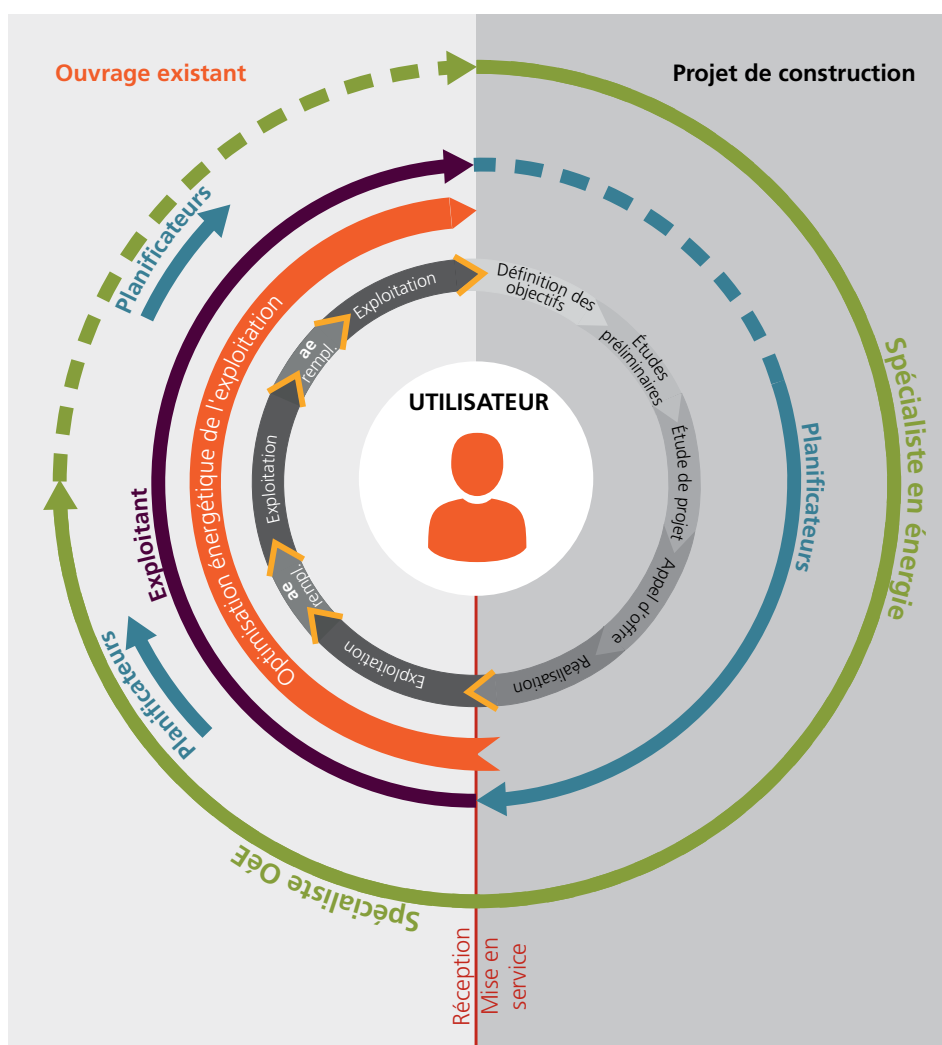 Ouvrage existant
Projet de construction
Planificateurs
Exploitation
Définition des
objectifs
Optimisation énergétique de l'exploitation
ae
rempl.
Études
préliminaires
UTILISATEUR
Spécialiste en énergie
Planificateurs
Étude de projet
Exploitation
Exploitant
ae
rempl.
Appel d'offre
Réalisation
Exploitation
Planificateurs
Spécialiste OéE
Réception
Mise en
service